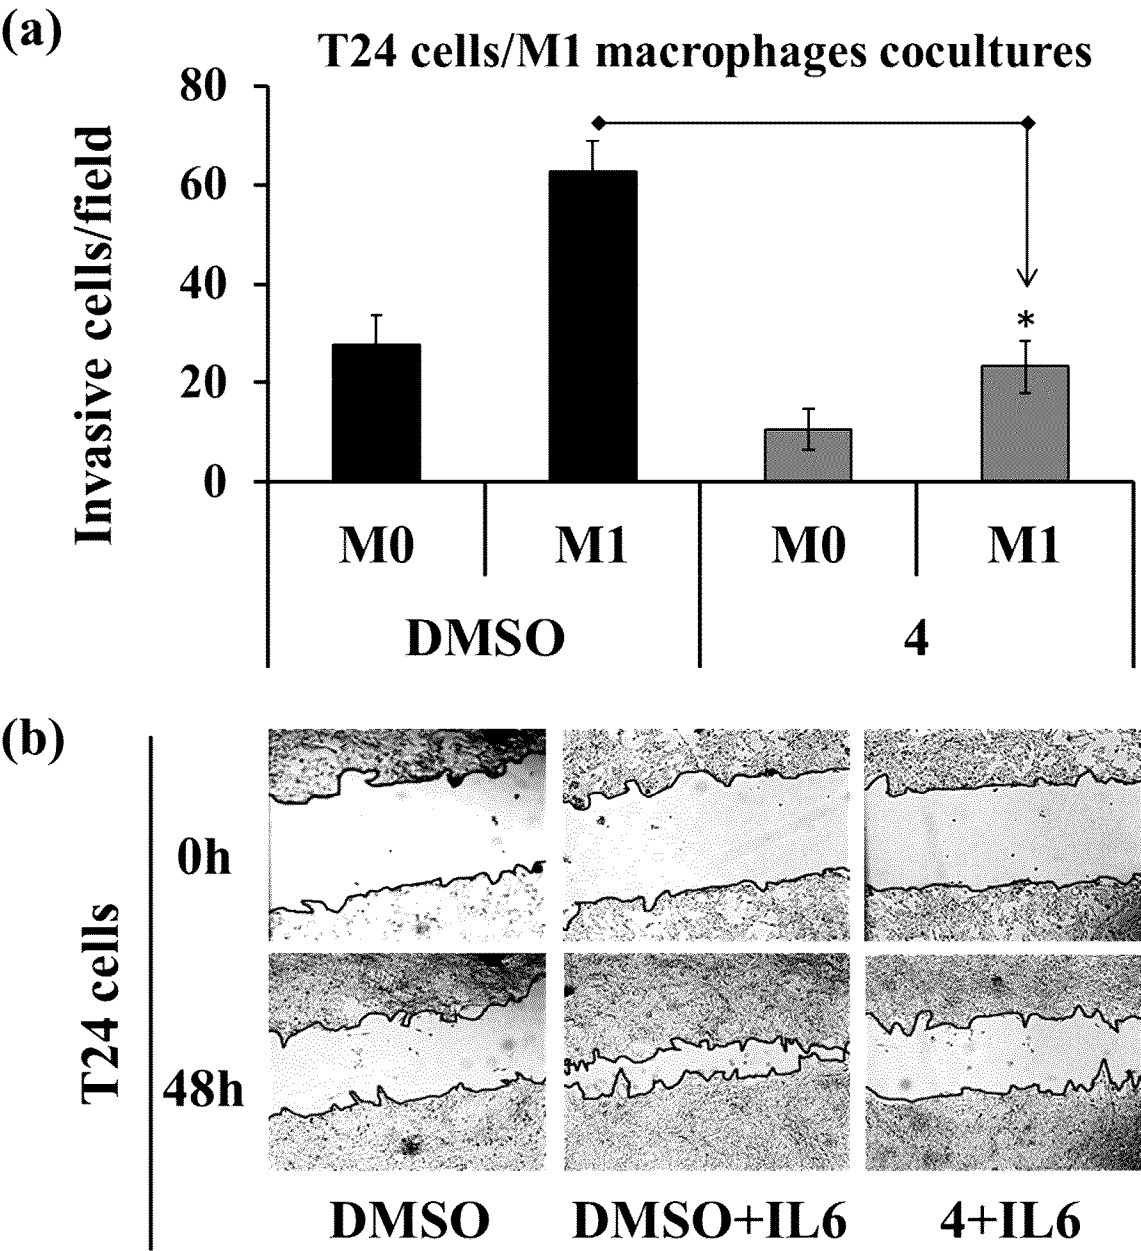 (a)
T24 cells/M1 macrophages cocultures
Invasive cells/field
80
60
40
20
0
*
M0 M1 M0 M1
DMSO 4
(b)
T24 cells
0h
48h
DMSO DMSO+IL6 4+IL6